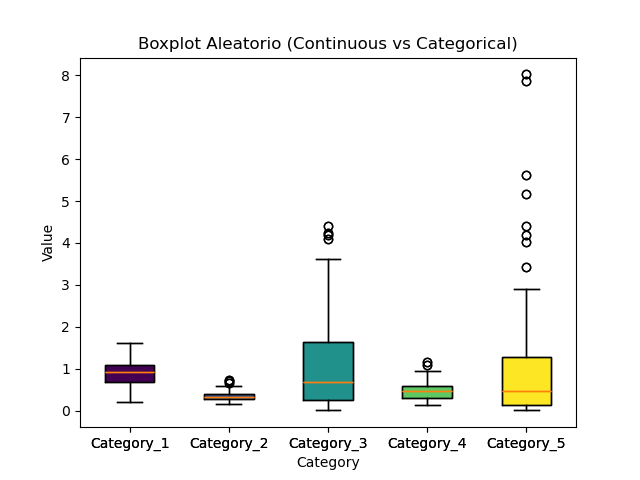 Boxplot Aleatorio (Continuous vs Categorical)
8
7
6
5
4
3
2
1
0
Value
Category_1 Category_2 Category_3 Category_4 Category_5
Category